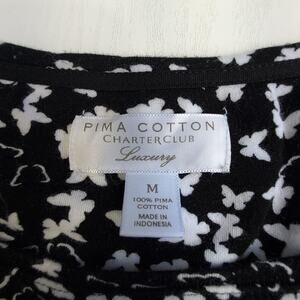 PIMA COTTON
CHARTER CLUB
Luxury
M
100% PIMA
COTTON
MADE IN
INDONESIA